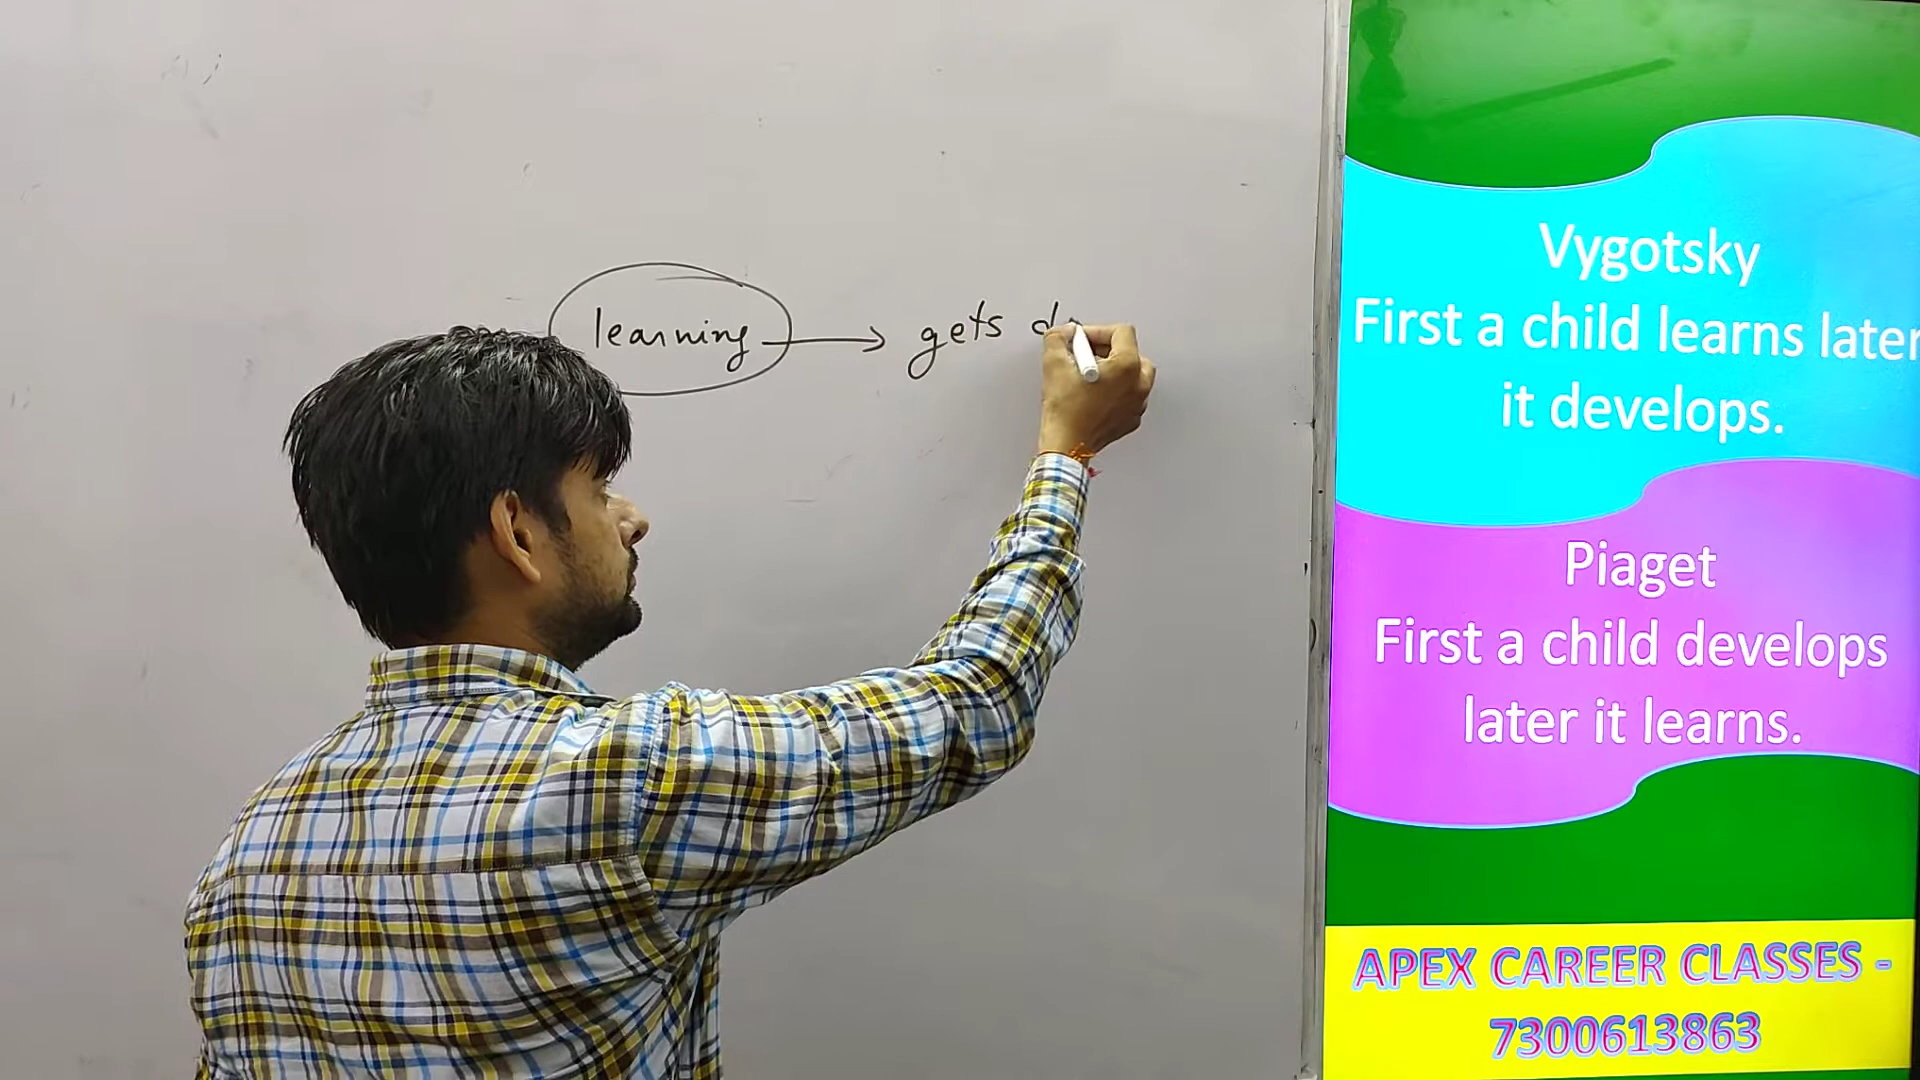 learning → gets
Vygotsky
First a child learns later
it develops.
Piaget
First a child develops
later it learns.
APEX CAREER CLASSES -
7300613863